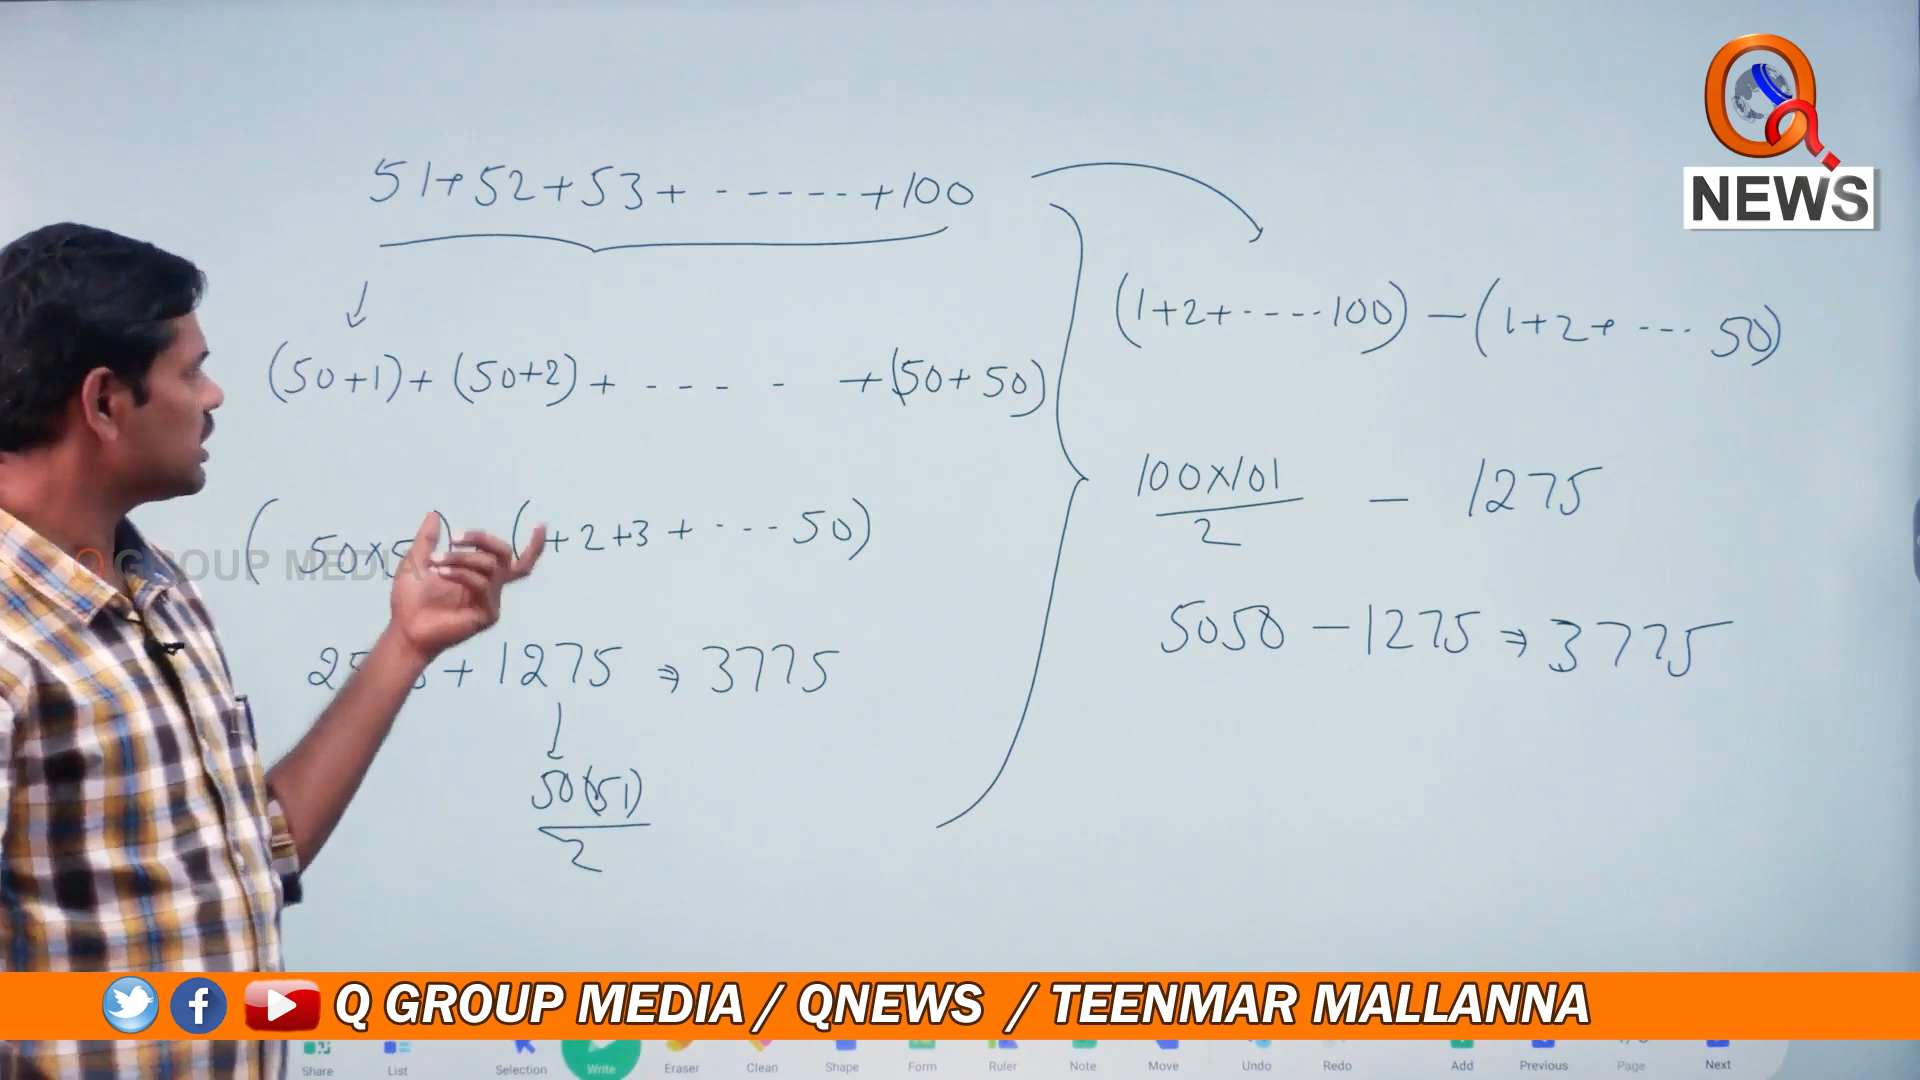 51+52+53+ - - - - - +100
(50+1)+(50+2)+ - - - - +(50+50)
+2+3+ - - - 50)
+1275 ⇒ 3775
50(51)
2
(1+2+ - - - - 100) - (1+2+ - - - 50)
100×101
2
- 1275
5050 - 1275 ⇒ 3775
Q
NEWS
Q GROUP MEDIA
Q GROUP MEDIA / QNEWS / TEENMAR MALLANNA
Share List Selection Write Eraser Clean Shape Form Ruler Note Move Undo Redo Add Previous Page Next